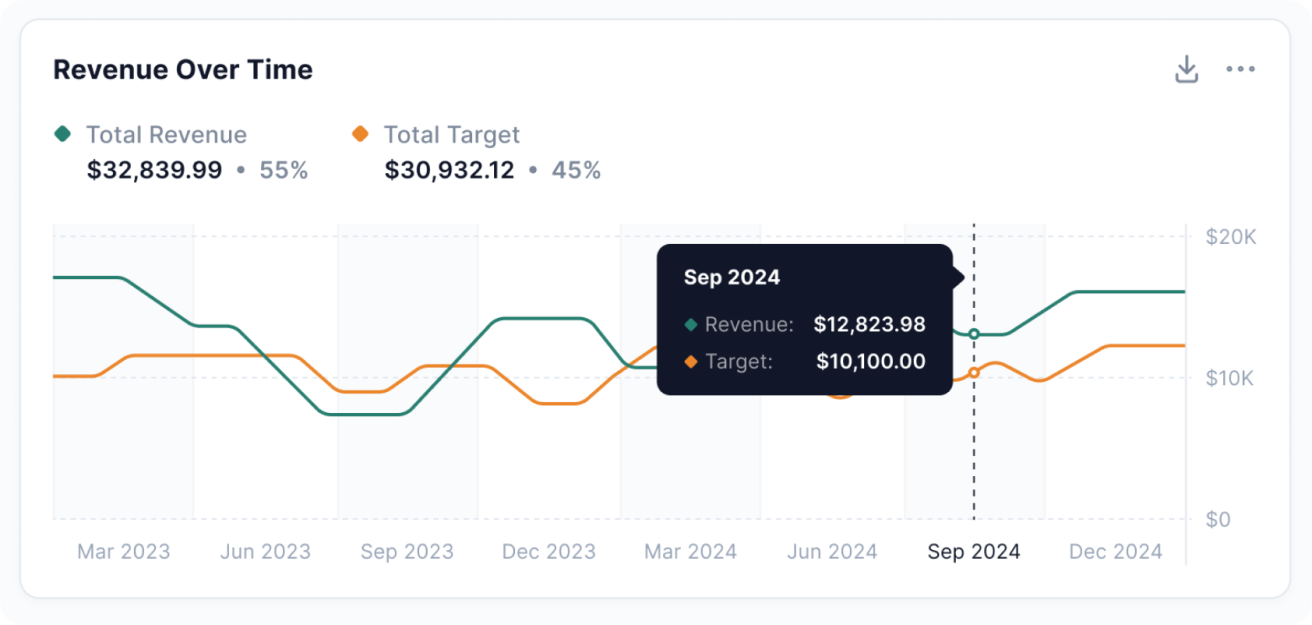 Revenue Over Time
Total Revenue
$32,839.99 • 55%
Total Target
$30,932.12 • 45%
$20K
Sep 2024
Revenue: $12,823.98
Target: $10,100.00
$10K
$0
Mar 2023 Jun 2023 Sep 2023 Dec 2023 Mar 2024 Jun 2024 Sep 2024 Dec 2024